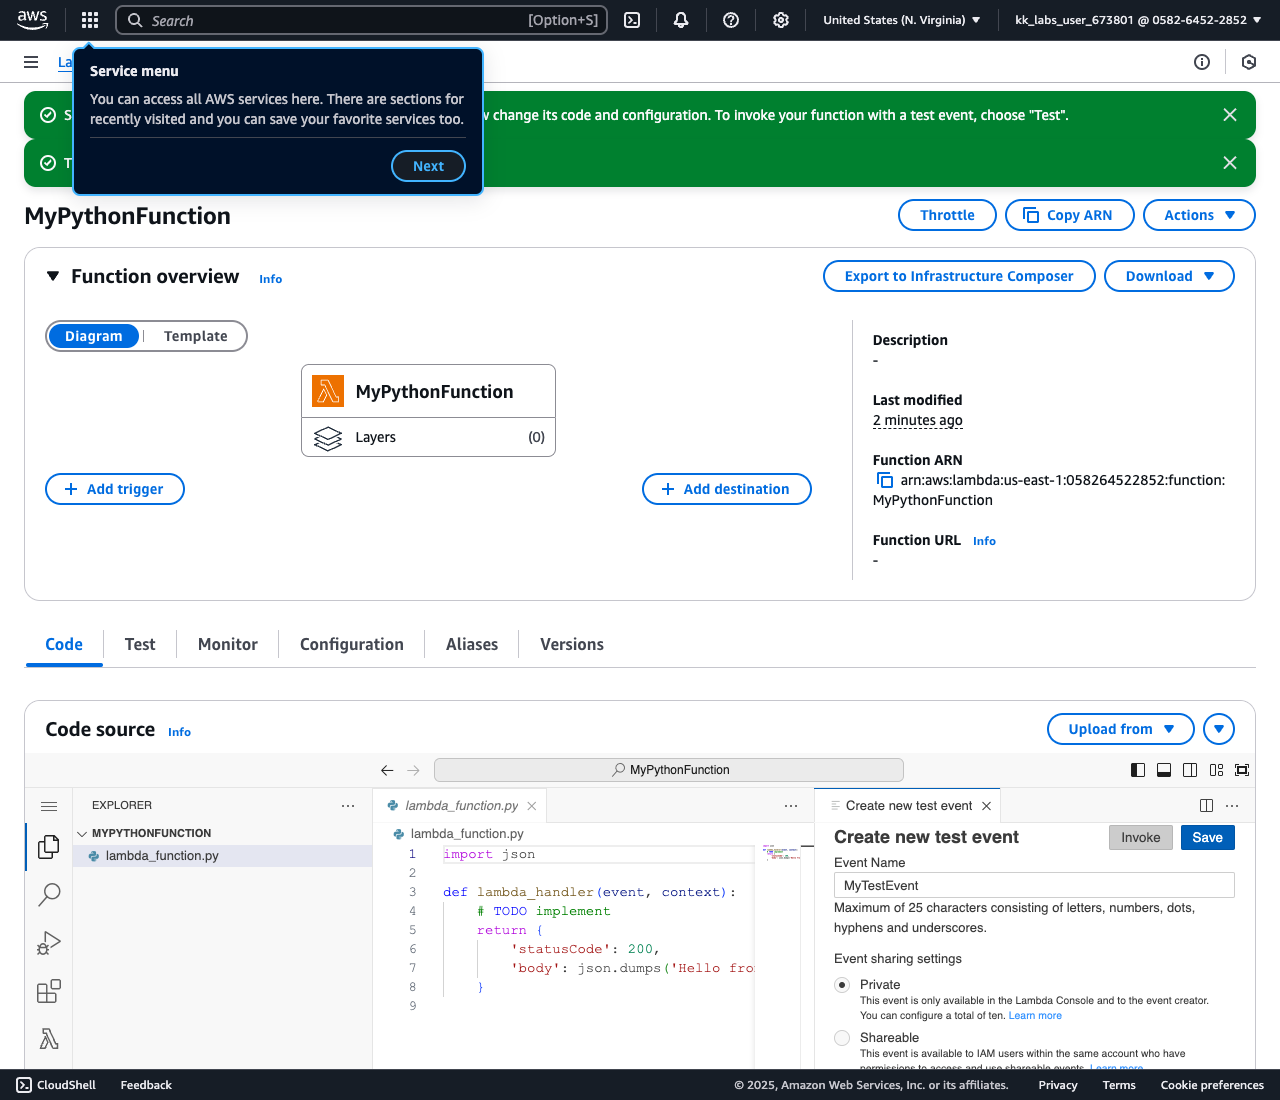 aws
Search
[Option+S]
United States (N. Virginia)
kk_labs_user_673801 @ 0582-6452-2852
La
Service menu
You can access all AWS services here. There are sections for
recently visited and you can save your favorite services too.
Next
S
w change its code and configuration. To invoke your function with a test event, choose "Test".
T
MyPythonFunction
Throttle
Copy ARN
Actions
Function overview
Info
Export to Infrastructure Composer
Download
Diagram
Template
MyPythonFunction
Layers
(0)
Add trigger
Add destination
Description
-
Last modified
2 minutes ago
Function ARN
arn:aws:lambda:us-east-1:058264522852:function:
MyPythonFunction
Function URL
Info
-
Code
Test
Monitor
Configuration
Aliases
Versions
Code source
Info
Upload from
MyPythonFunction
EXPLORER
MYPYTHONFUNCTION
lambda_function.py
lambda_function.py
lambda_function.py
1 import json
2
3 def lambda_handler(event, context):
4 # TODO implement
5 return {
6 'statusCode': 200,
7 'body': json.dumps('Hello fro
8 }
9
Create new test event
Create new test event
Invoke
Save
Event Name
MyTestEvent
Maximum of 25 characters consisting of letters, numbers, dots,
hyphens and underscores.
Event sharing settings
Private
This event is only available in the Lambda Console and to the event creator.
You can configure a total of ten. Learn more
Shareable
This event is available to IAM users within the same account who have
permissions to access and use shareable events. Learn more
CloudShell
Feedback
© 2025, Amazon Web Services, Inc. or its affiliates.
Privacy
Terms
Cookie preferences